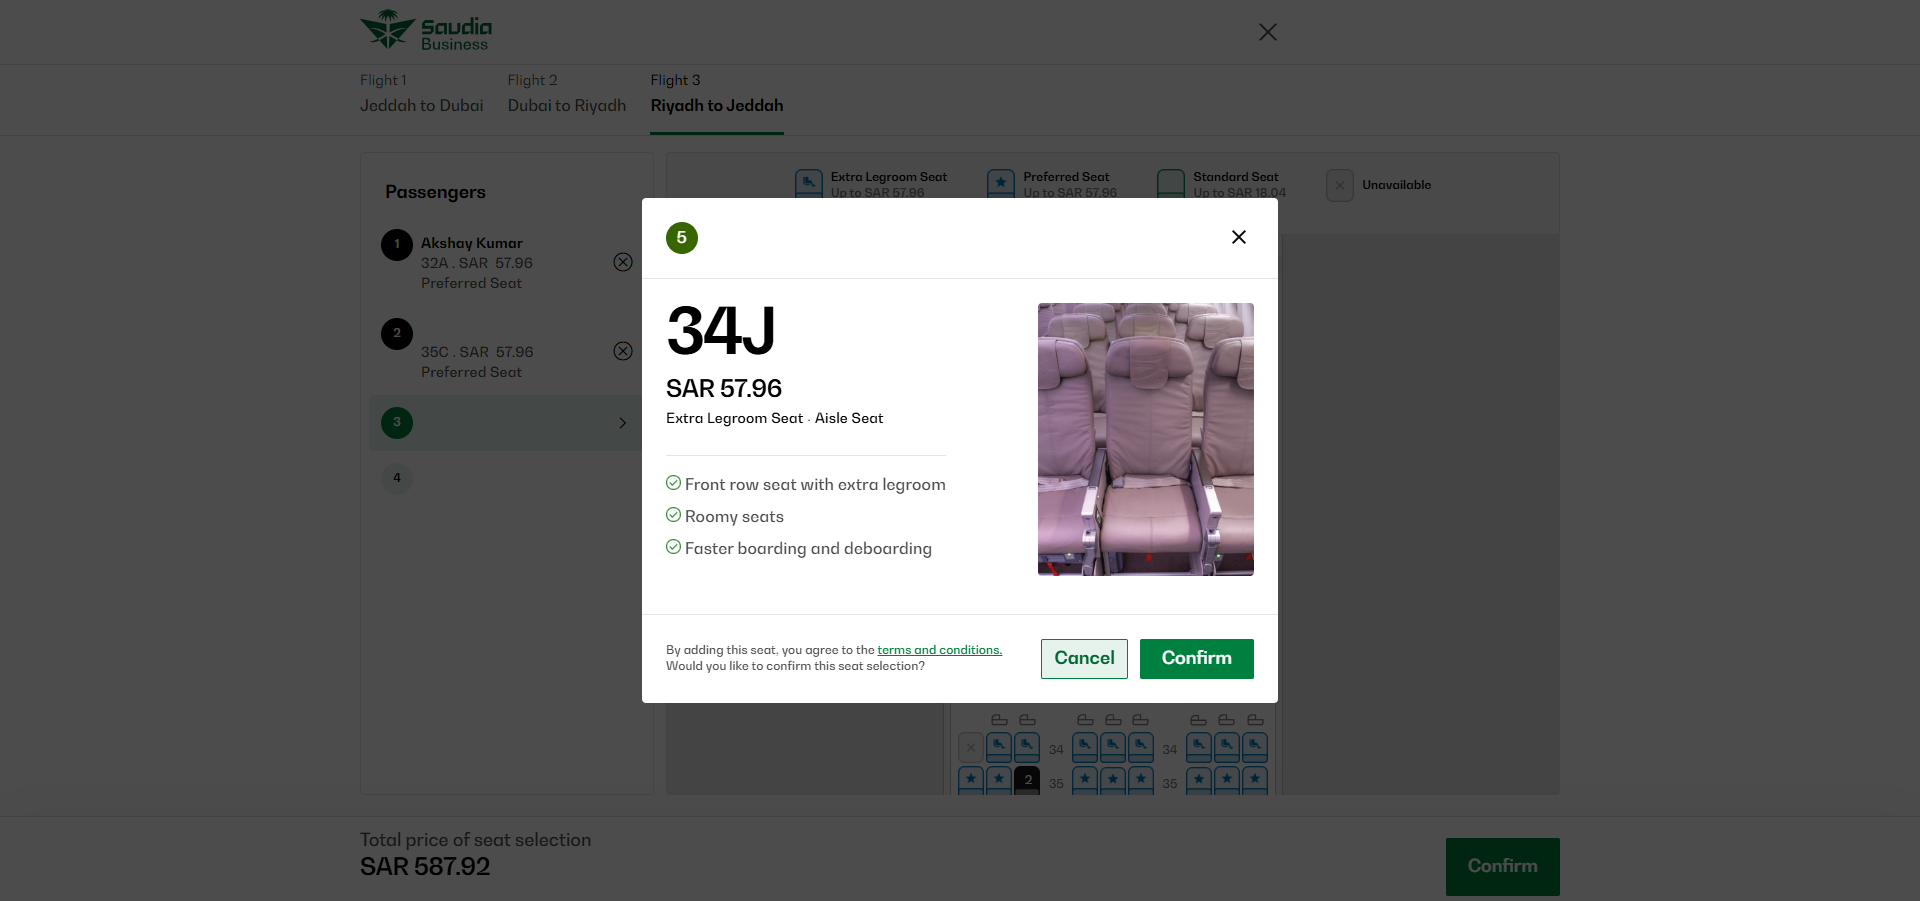 Saudia
Business
Flight 1
Jeddah to Dubai
Flight 2
Dubai to Riyadh
Flight 3
Riyadh to Jeddah
Passengers
1
Akshay Kumar
32A . SAR 57.96
Preferred Seat
2
35C . SAR 57.96
Preferred Seat
3
4
Extra Legroom Seat
Up to SAR 57.96
Preferred Seat
Up to SAR 57.96
Standard Seat
Up to SAR 18.04
Unavailable
5
34J
SAR 57.96
Extra Legroom Seat · Aisle Seat
Front row seat with extra legroom
Roomy seats
Faster boarding and deboarding
By adding this seat, you agree to the terms and conditions.
Would you like to confirm this seat selection?
Cancel
Confirm
34 34
2 35 35
Total price of seat selection
SAR 587.92
Confirm